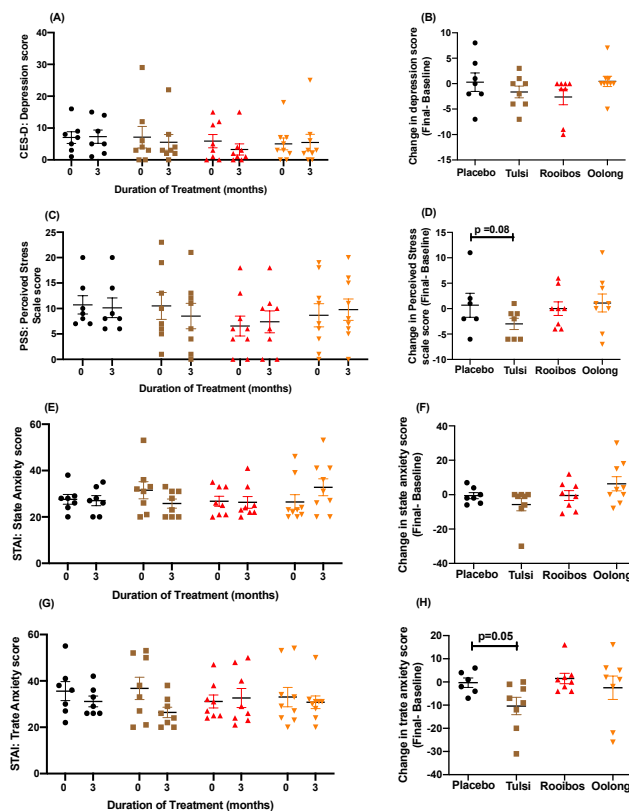 (A)
CES-D: Depression score
40
30
20
10
0
0 3 0 3 0 3 0 3
Duration of Treatment (months)
(B)
Change in depression score
(Final- Baseline)
15
10
5
0
-5
-10
-15
Placebo Tulsi Rooibos Oolong
(C)
PSS: Perceived Stress
Scale score
30
25
20
15
10
5
0
0 3 0 3 0 3 0 3
Duration of Treatment (months)
(D)
Change in Perceived Stress
scale score (Final- Baseline)
p =0.08
15
10
5
0
-5
-10
Placebo Tulsi Rooibos Oolong
(E)
STAI: State Anxiety score
60
40
20
0
0 3 0 3 0 3 0 3
Duration of Treatment (months)
(F)
Change in state anxiety score
(Final- Baseline)
40
20
0
-20
-40
Placebo Tulsi Rooibos Oolong
(G)
STAI: Trate Anxiety score
60
40
20
0
0 3 0 3 0 3 0 3
Duration of Treatment (months)
(H)
Change in trate anxiety score
(Final- Baseline)
p=0.05
20
10
0
-10
-20
-30
-40
Placebo Tulsi Rooibos Oolong